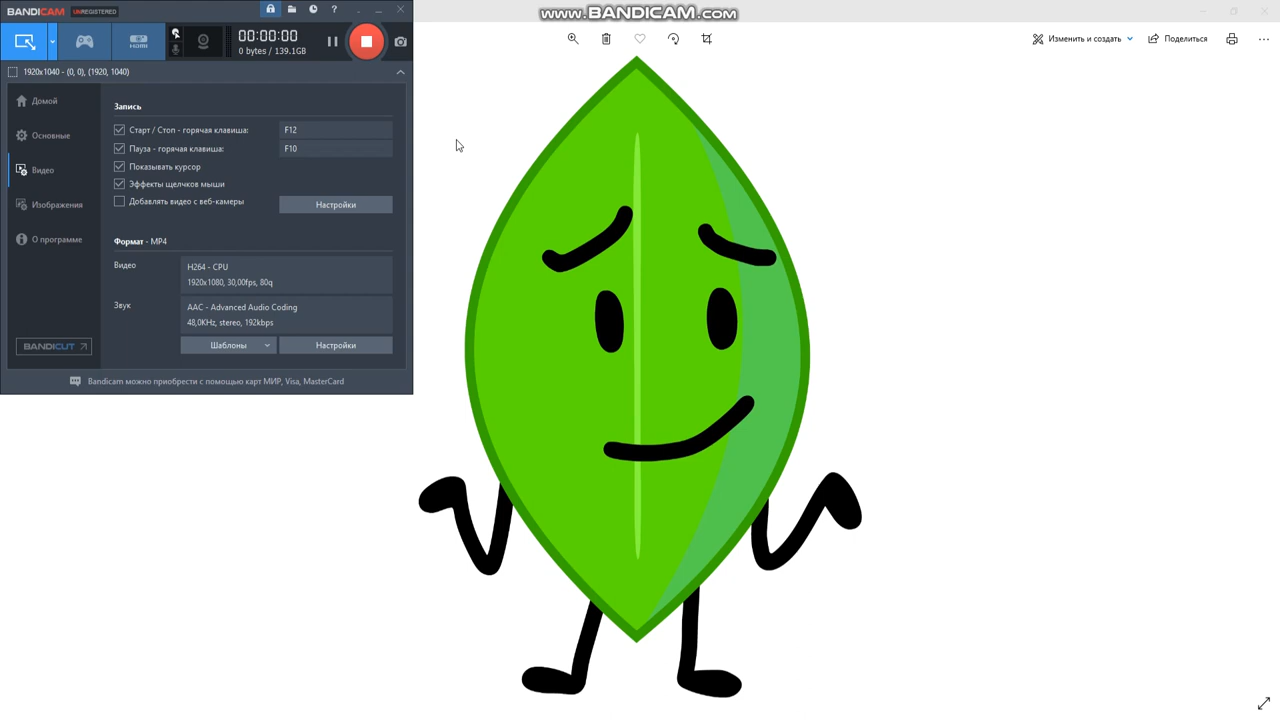 BANDICAM UNREGISTERED
www.BANDICAM.com
HDMI
00:00:00
0 bytes / 139.1GB
Изменить и создать
Поделиться
1920x1040 - (0, 0), (1920, 1040)
Домой
Основные
Видео
Изображения
О программе
BANDICUT
Запись
Старт / Стоп - горячая клавиша: F12
Пауза - горячая клавиша: F10
Показывать курсор
Эффекты щелчков мыши
Добавлять видео с веб-камеры
Настройки
Формат - MP4
Видео
H264 - CPU
1920x1080, 30,00fps, 80q
Звук
AAC - Advanced Audio Coding
48,0KHz, stereo, 192kbps
Шаблоны
Настройки
Bandicam можно приобрести с помощью карт МИР, Visa, MasterCard